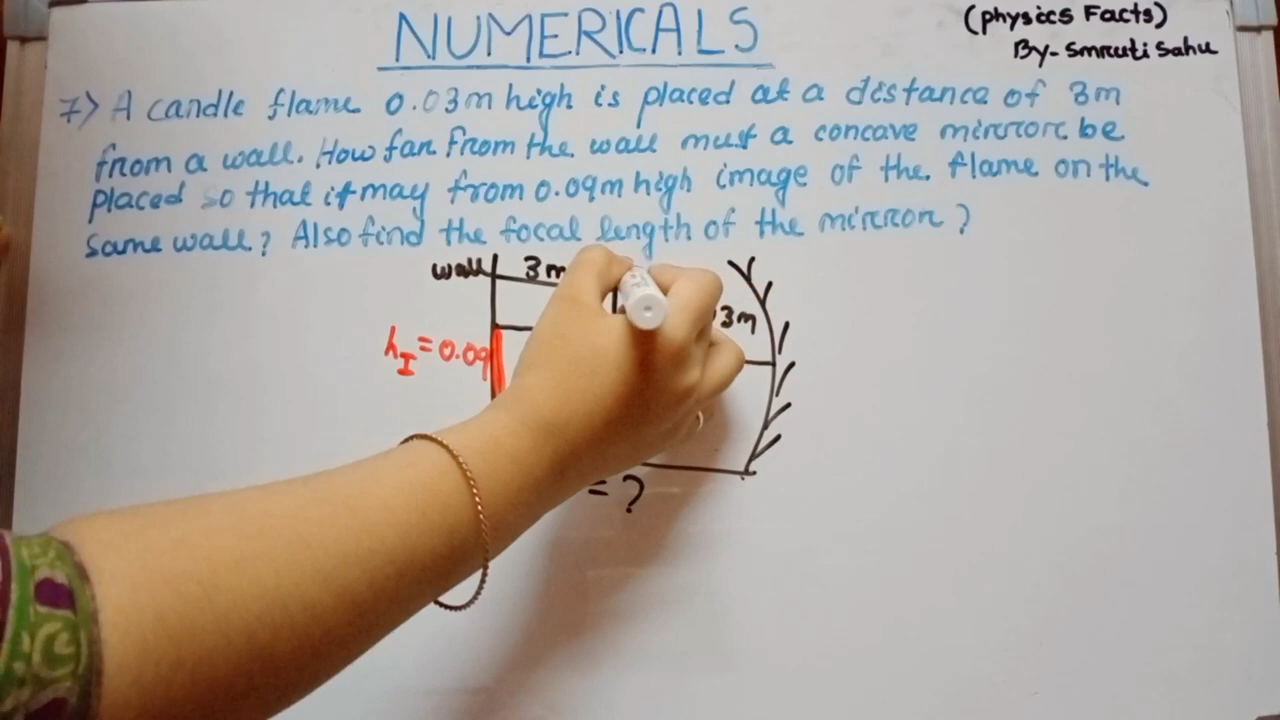 NUMERICALS
(physics Facts)
By- Smruti Sahu
7) A candle flame 0.03m high is placed at a distance of 3m
from a wall. How far from the wall must a concave mirror be
placed so that it may from 0.09m high image of the flame on the
same wall? Also find the focal length of the mirror?
wall 3m
3m
hI = 0.09
= ?